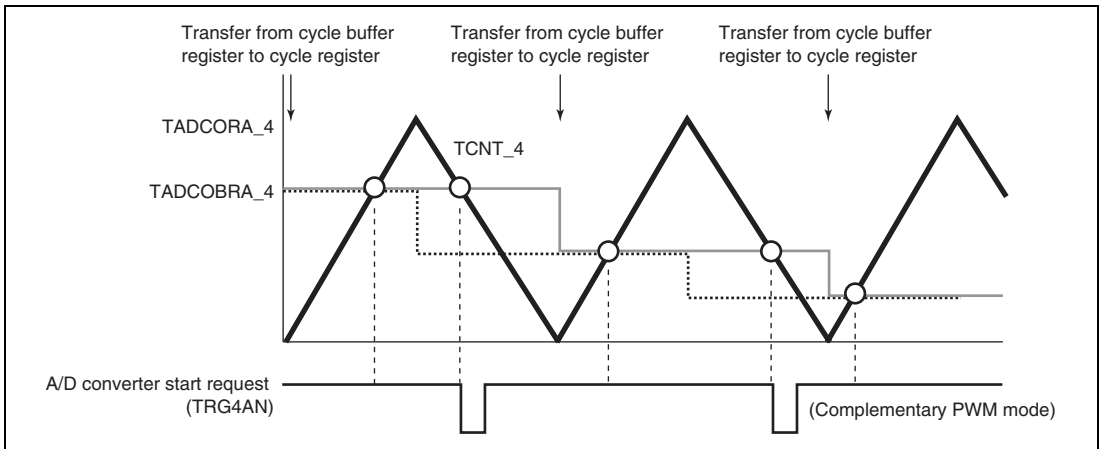 Transfer from cycle buffer
register to cycle register
Transfer from cycle buffer
register to cycle register
Transfer from cycle buffer
register to cycle register
TADCORA_4
TCNT_4
TADCOBRA_4
A/D converter start request
(TRG4AN)
(Complementary PWM mode)